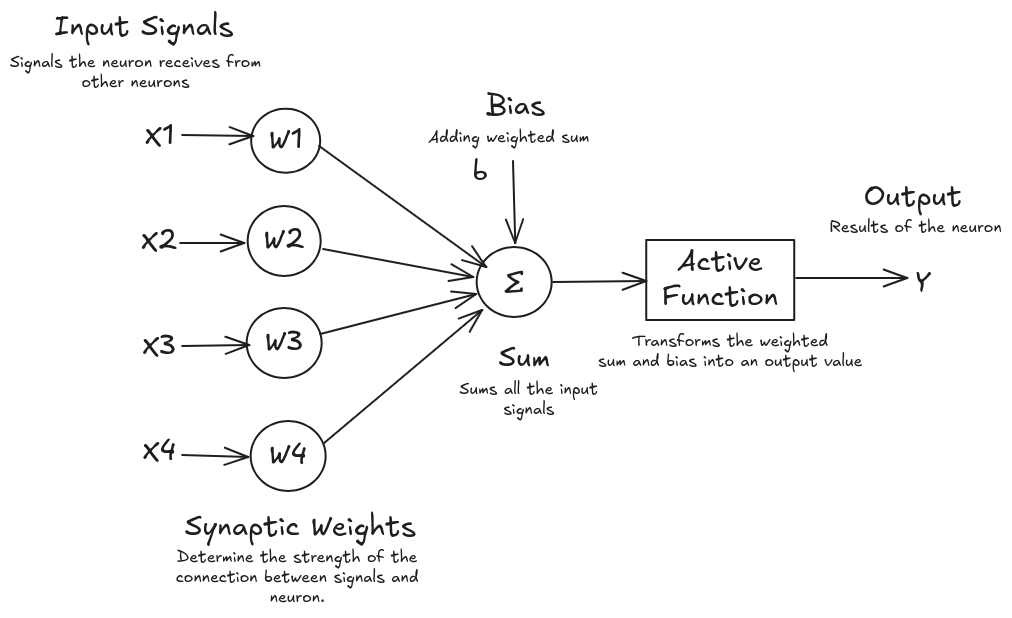 Input Signals
Signals the neuron receives from
other neurons
X1
W1
X2
W2
X3
W3
X4
W4
Synaptic Weights
Determine the strength of the
connection between signals and
neuron.
Bias
Adding weighted sum
b
Σ
Sum
Sums all the input
signals
Active
Function
Transforms the weighted
sum and bias into an output value
Output
Results of the neuron
Y